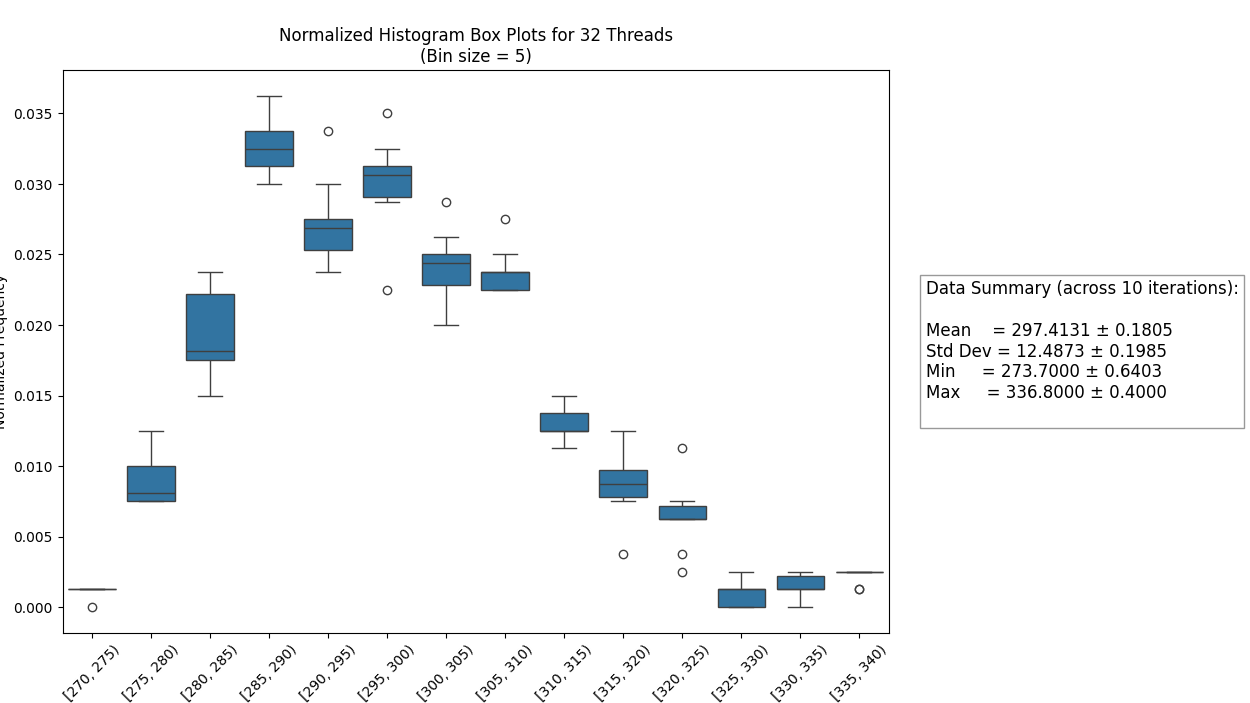 Normalized Histogram Box Plots for 32 Threads
(Bin size = 5)
Normalized Frequency
0.035
0.030
0.025
0.020
0.015
0.010
0.005
0.000
[270, 275)
[275, 280)
[280, 285)
[285, 290)
[290, 295)
[295, 300)
[300, 305)
[305, 310)
[310, 315)
[315, 320)
[320, 325)
[325, 330)
[330, 335)
[335, 340)
Data Summary (across 10 iterations):
Mean = 297.4131 ± 0.1805
Std Dev = 12.4873 ± 0.1985
Min = 273.7000 ± 0.6403
Max = 336.8000 ± 0.4000